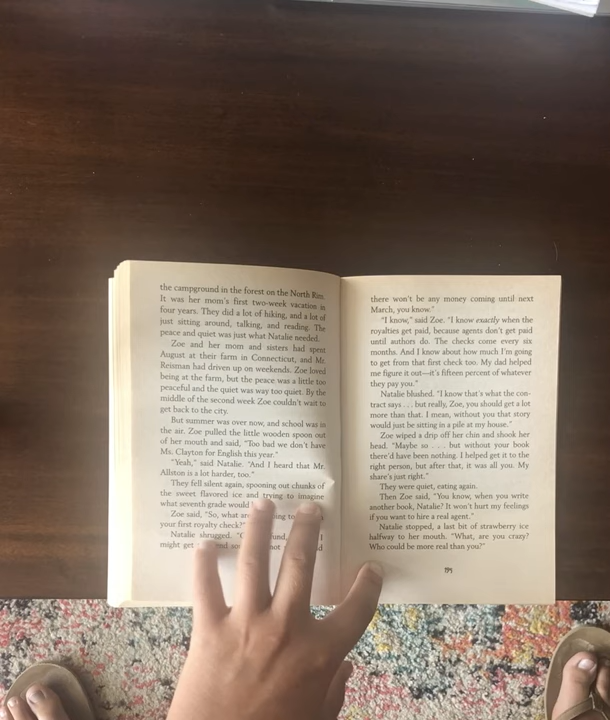 the campground in the forest on the North Rim.
It was her mom's first two-week vacation in
four years. They did a lot of hiking, and a lot of
just sitting around, talking, and reading. The
peace and quiet was just what Natalie needed.
Zoe and her mom and sisters had spent
August at their farm in Connecticut, and Mr.
Reisman had driven up on weekends. Zoe loved
being at the farm, but the peace was a little too
peaceful and the quiet was way too quiet. By the
middle of the second week Zoe couldn't wait to
get back to the city.
But summer was over now, and school was in
the air. Zoe pulled the little wooden spoon out
of her mouth and said, "Too bad we don't have
Ms. Clayton for English this year."
"Yeah," said Natalie. "And I heard that Mr.
Allston is a lot harder, too."
They fell silent again, spooning out chunks of
the sweet flavored ice and trying to imagine
what seventh grade would
Zoe said, "So, what
your first royalty check?"
Natalie shrugged.
might get
there won't be any money coming until next
March, you know."
"I know," said Zoe. "I know exactly when the
royalties get paid, because agents don't get paid
until authors do. The checks come every six
months. And I know about how much I'm going
to get from that first check too. My dad helped
me figure it out—it's fifteen percent of whatever
they pay you."
Natalie blushed. "I know that's what the con-
tract says . . . but really, Zoe, you should get a lot
more than that. I mean, without you that story
would just be sitting in a pile at my house."
Zoe wiped a drip off her chin and shook her
head. "Maybe so . . . but without your book
there'd have been nothing. I helped get it to the
right person, but after that, it was all you. My
share's just right."
They were quiet, eating again.
Then Zoe said, "You know, when you write
another book, Natalie? It won't hurt my feelings
if you want to hire a real agent."
Natalie stopped, a last bit of strawberry ice
halfway to her mouth. "What, are you crazy?
Who could be more real than you?"
195